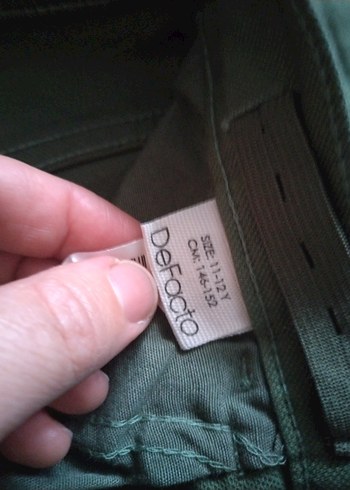 DeFacto
SIZE: 11-12 Y
CM: 146-152